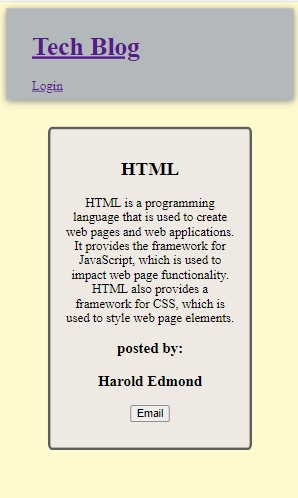 Tech Blog
Login
HTML
HTML is a programming
language that is used to create
web pages and web applications.
It provides the framework for
JavaScript, which is used to
impact web page functionality.
HTML also provides a
framework for CSS, which is
used to style web page elements.
posted by:
Harold Edmond
Email